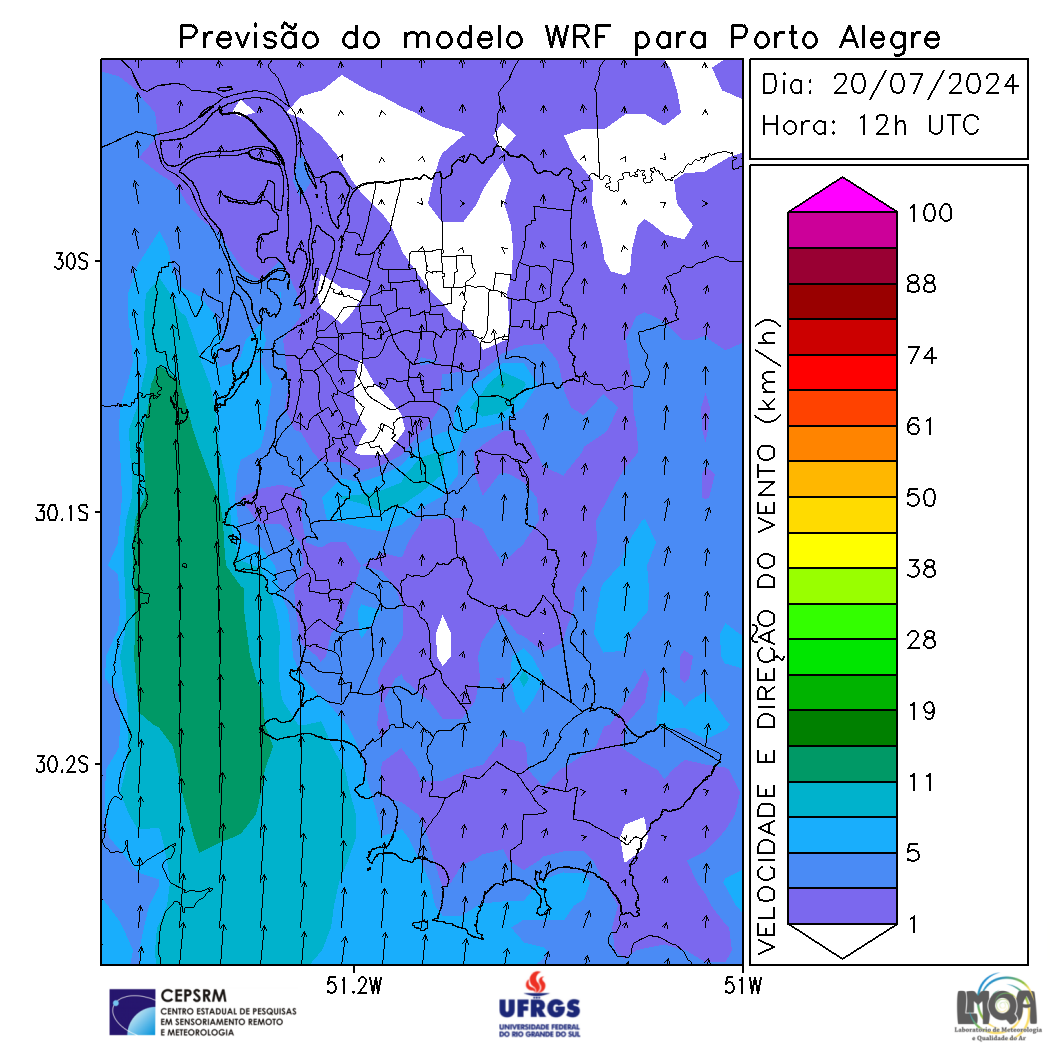 Previsão do modelo WRF para Porto Alegre
Dia: 20/07/2024
Hora: 12h UTC
30S
30.1S
30.2S
51.2W
51W
VELOCIDADE E DIREÇÃO DO VENTO (km/h)
100
88
74
61
50
38
28
19
11
5
1
CEPSRM
CENTRO ESTADUAL DE PESQUISAS
EM SENSORIAMENTO REMOTO
E METEOROLOGIA
UFRGS
UNIVERSIDADE FEDERAL
DO RIO GRANDE DO SUL
LMQA
Laboratório de Meteorologia
e Qualidade do Ar